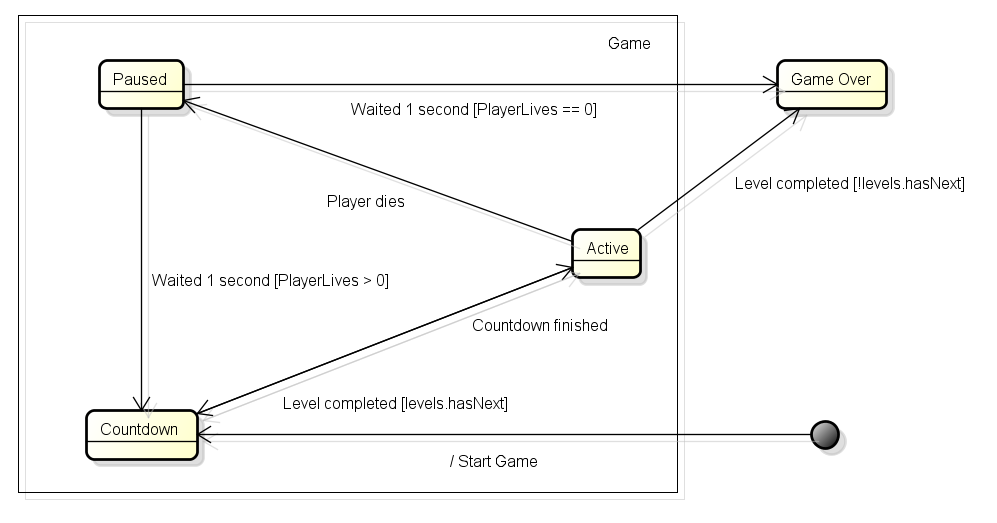 Game
Paused
Game Over
Waited 1 second [PlayerLives == 0]
Level completed [!levels.hasNext]
Player dies
Active
Waited 1 second [PlayerLives > 0]
Countdown finished
Level completed [levels.hasNext]
Countdown
/ Start Game